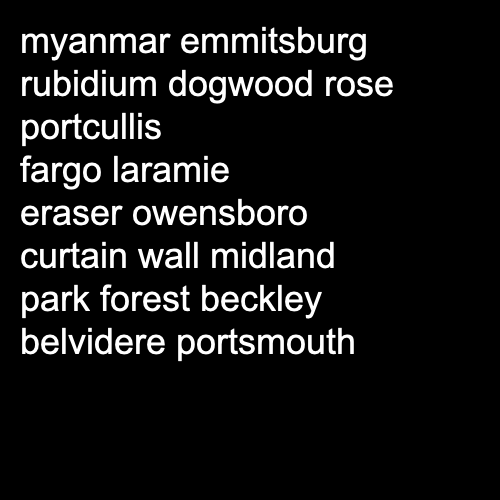 myanmar emmitsburg
rubidium dogwood rose
portcullis
fargo laramie
eraser owensboro
curtain wall midland
park forest beckley
belvidere portsmouth